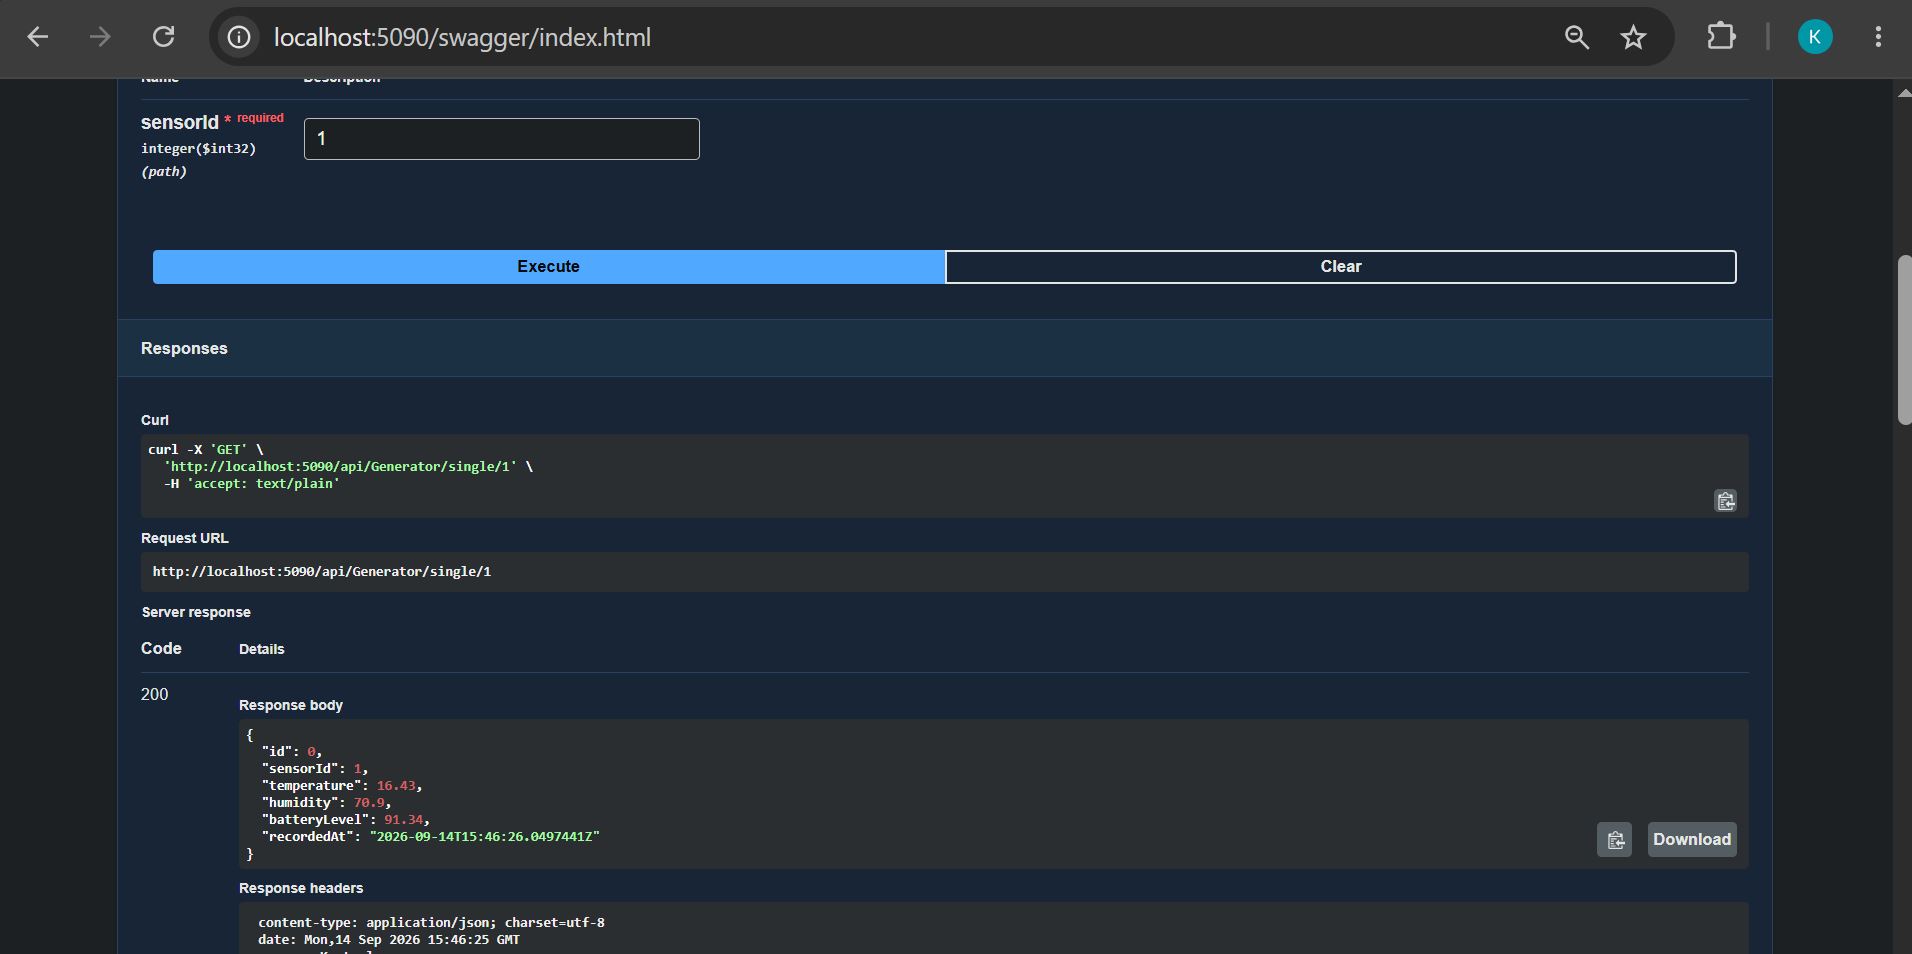 localhost:5090/swagger/index.html
K
Name Description
sensorId * required
integer($int32)
(path)
1
Execute Clear
Responses
Curl
curl -X 'GET' \
'http://localhost:5090/api/Generator/single/1' \
-H 'accept: text/plain'
Request URL
http://localhost:5090/api/Generator/single/1
Server response
Code Details
200
Response body
{
"id": 0,
"sensorId": 1,
"temperature": 16.43,
"humidity": 70.9,
"batteryLevel": 91.34,
"recordedAt": "2026-09-14T15:46:26.0497441Z"
}
Download
Response headers
content-type: application/json; charset=utf-8
date: Mon,14 Sep 2026 15:46:25 GMT